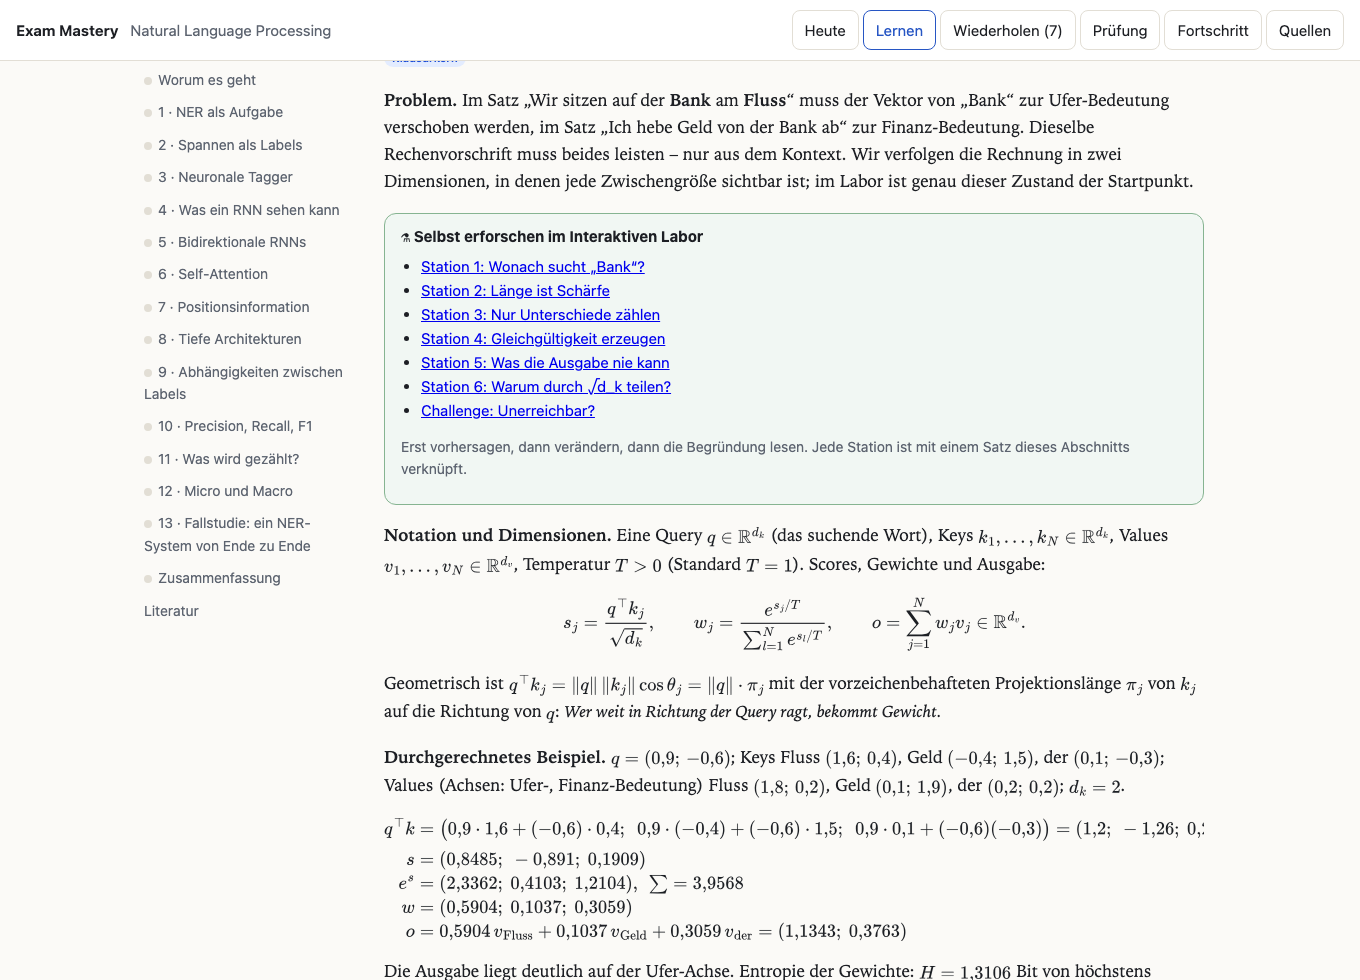 Exam Mastery Natural Language Processing
Heute
Lernen
Wiederholen (7)
Prüfung
Fortschritt
Quellen
Worum es geht
1 · NER als Aufgabe
2 · Spannen als Labels
3 · Neuronale Tagger
4 · Was ein RNN sehen kann
5 · Bidirektionale RNNs
6 · Self-Attention
7 · Positionsinformation
8 · Tiefe Architekturen
9 · Abhängigkeiten zwischen
Labels
10 · Precision, Recall, F1
11 · Was wird gezählt?
12 · Micro und Macro
13 · Fallstudie: ein NER-
System von Ende zu Ende
Zusammenfassung
Literatur
Problem. Im Satz „Wir sitzen auf der Bank am Fluss“ muss der Vektor von „Bank“ zur Ufer-Bedeutung
verschoben werden, im Satz „Ich hebe Geld von der Bank ab“ zur Finanz-Bedeutung. Dieselbe
Rechenvorschrift muss beides leisten – nur aus dem Kontext. Wir verfolgen die Rechnung in zwei
Dimensionen, in denen jede Zwischengröße sichtbar ist; im Labor ist genau dieser Zustand der Startpunkt.
⚗ Selbst erforschen im Interaktiven Labor
• Station 1: Wonach sucht „Bank“?
• Station 2: Länge ist Schärfe
• Station 3: Nur Unterschiede zählen
• Station 4: Gleichgültigkeit erzeugen
• Station 5: Was die Ausgabe nie kann
• Station 6: Warum durch √d_k teilen?
• Challenge: Unerreichbar?
Erst vorhersagen, dann verändern, dann die Begründung lesen. Jede Station ist mit einem Satz dieses Abschnitts
verknüpft.
Notation und Dimensionen. Eine Query q ∈ ℝ^{d_k} (das suchende Wort), Keys k_1, …, k_N ∈ ℝ^{d_k}, Values
v_1, …, v_N ∈ ℝ^{d_v}, Temperatur T > 0 (Standard T = 1). Scores, Gewichte und Ausgabe:
s_j = q^⊤k_j / √d_k, w_j = e^{s_j/T} / ∑_{l=1}^{N} e^{s_l/T}, o = ∑_{j=1}^{N} w_j v_j ∈ ℝ^{d_v}.
Geometrisch ist q^⊤k_j = ‖q‖ ‖k_j‖ cos θ_j = ‖q‖ · π_j mit der vorzeichenbehafteten Projektionslänge π_j von k_j
auf die Richtung von q: Wer weit in Richtung der Query ragt, bekommt Gewicht.
Durchgerechnetes Beispiel. q = (0,9; −0,6); Keys Fluss (1,6; 0,4), Geld (−0,4; 1,5), der (0,1; −0,3);
Values (Achsen: Ufer-, Finanz-Bedeutung) Fluss (1,8; 0,2), Geld (0,1; 1,9), der (0,2; 0,2); d_k = 2.
q^⊤k = (0,9 · 1,6 + (−0,6) · 0,4; 0,9 · (−0,4) + (−0,6) · 1,5; 0,9 · 0,1 + (−0,6)(−0,3)) = (1,2; −1,26; 0,
s = (0,8485; −0,891; 0,1909)
e^s = (2,3362; 0,4103; 1,2104), ∑ = 3,9568
w = (0,5904; 0,1037; 0,3059)
o = 0,5904 v_Fluss + 0,1037 v_Geld + 0,3059 v_der = (1,1343; 0,3763)
Die Ausgabe liegt deutlich auf der Ufer-Achse. Entropie der Gewichte: H = 1,3106 Bit von höchstens